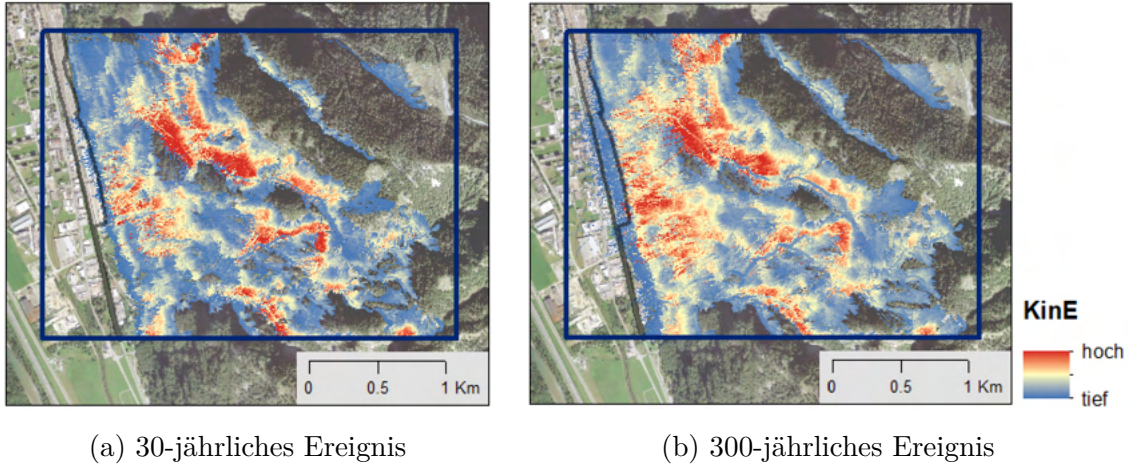 0 0.5 1 Km
0 0.5 1 Km
KinE
hoch
tief
(a) 30-jährliches Ereignis
(b) 300-jährliches Ereignis